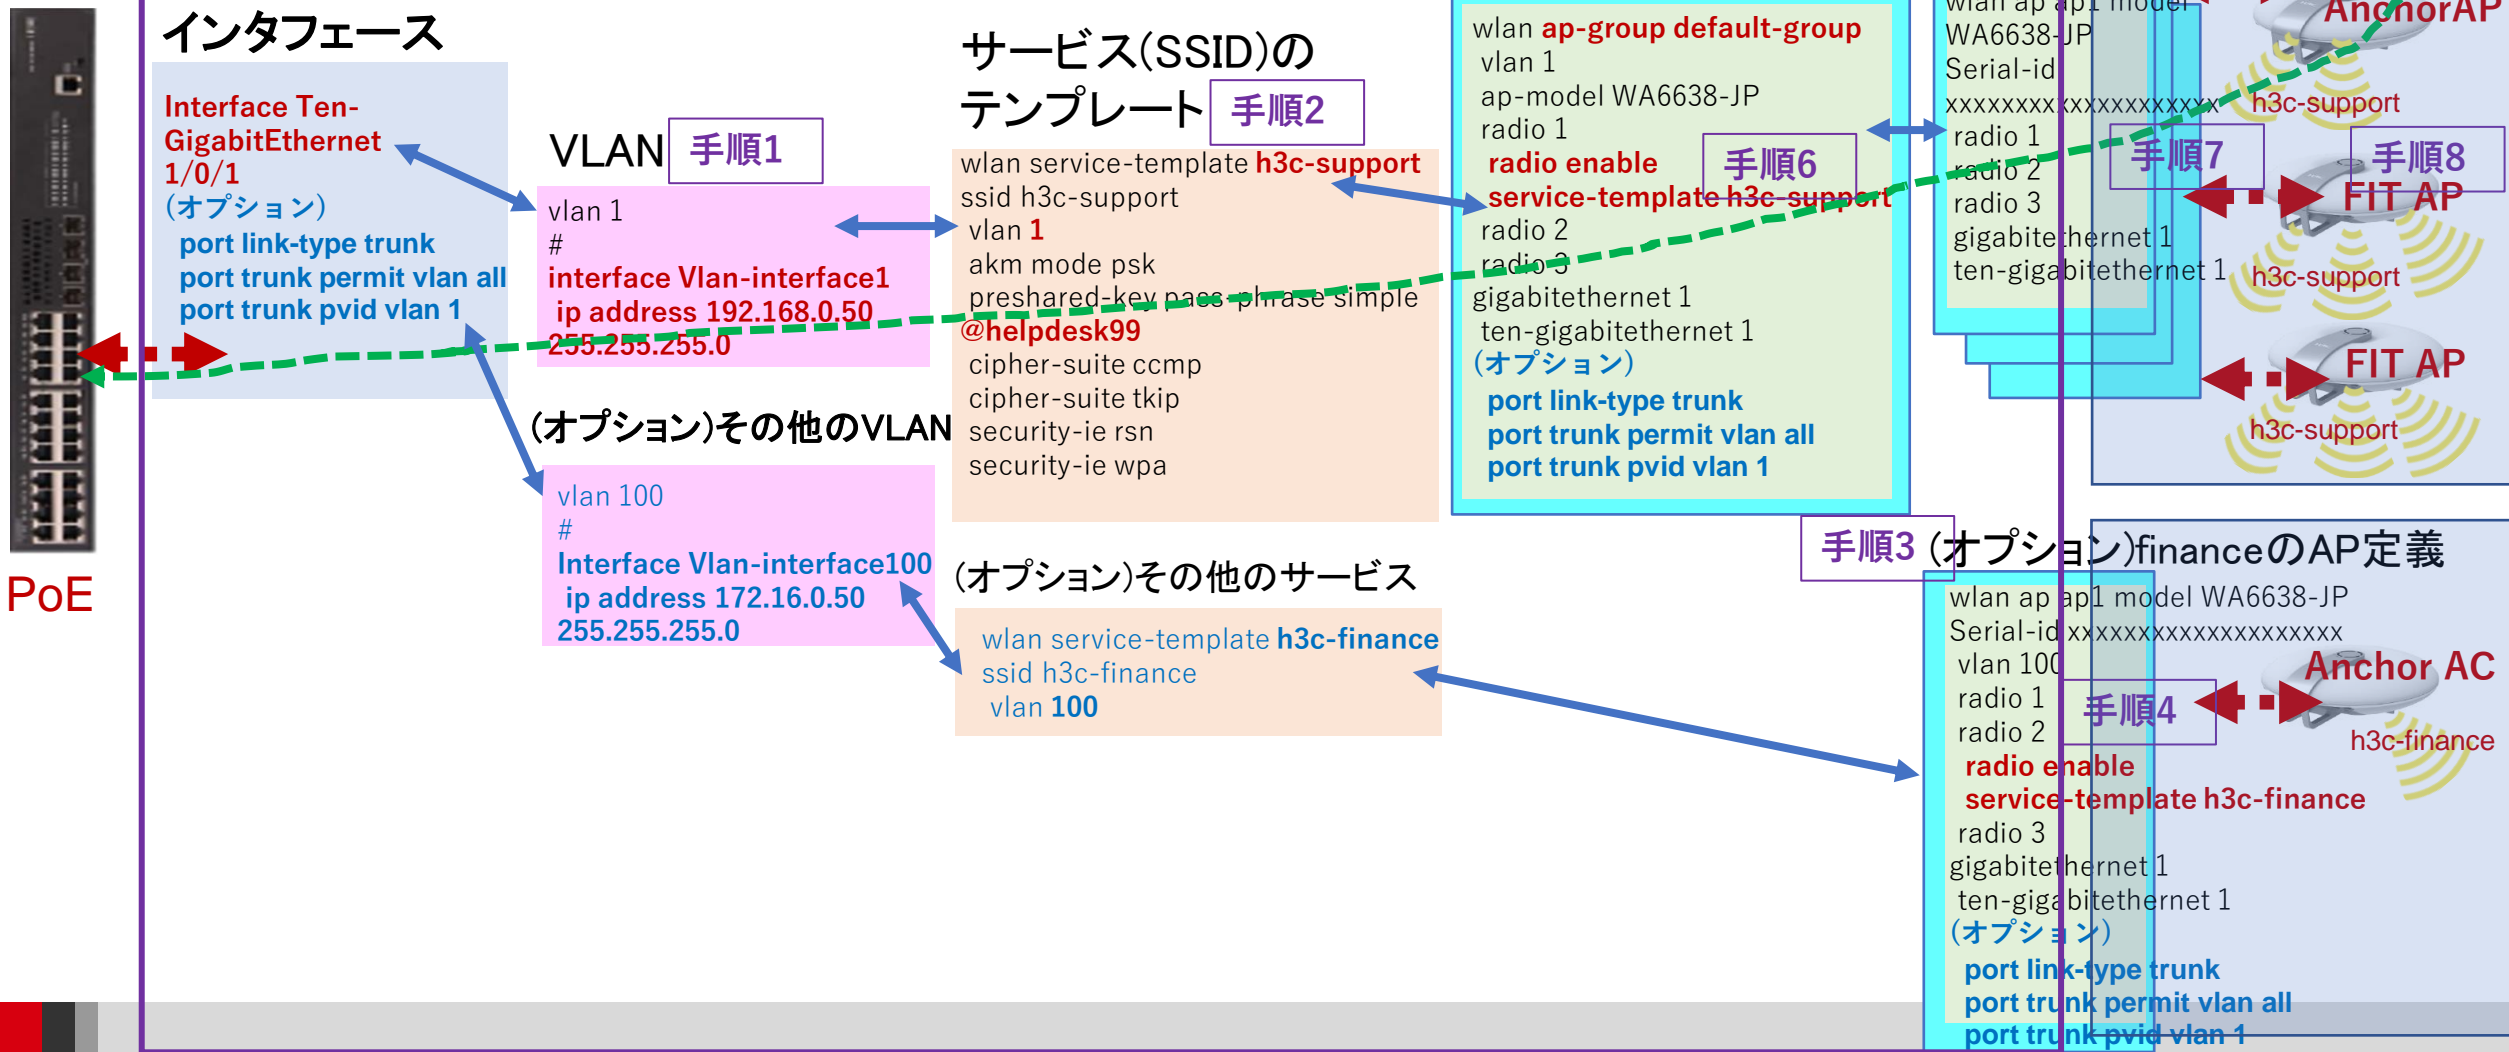 インタフェース
Interface Ten-
GigabitEthernet
1/0/1
(オプション)
port link-type trunk
port trunk permit vlan all
port trunk pvid vlan 1
PoE
VLAN
手順1
vlan 1
#
interface Vlan-interface1
ip address 192.168.0.50
255.255.255.0
(オプション)その他のVLAN
vlan 100
#
Interface Vlan-interface100
ip address 172.16.0.50
255.255.255.0
サービス(SSID)の
テンプレート
手順2
wlan service-template h3c-support
ssid h3c-support
vlan 1
akm mode psk
preshared-key pass-phrase simple
@helpdesk99
cipher-suite ccmp
cipher-suite tkip
security-ie rsn
security-ie wpa
(オプション)その他のサービス
wlan service-template h3c-finance
ssid h3c-finance
vlan 100
wlan ap-group default-group
vlan 1
ap-model WA6638-JP
radio 1
radio enable
手順6
service-template h3c-support
radio 2
radio 3
gigabitethernet 1
ten-gigabitethernet 1
(オプション)
port link-type trunk
port trunk permit vlan all
port trunk pvid vlan 1
wlan ap ap1 model
WA6638-JP
Serial-id
xxxxxxxxxxxxxxxxxxxx
radio 1
radio 2
radio 3
gigabitethernet 1
ten-gigabitethernet 1
手順7
AnchorAP
h3c-support
手順8
FIT AP
h3c-support
FIT AP
h3c-support
手順3
(オプション)financeのAP定義
wlan ap ap1 model WA6638-JP
Serial-id xxxxxxxxxxxxxxxxxxxx
vlan 100
radio 1
radio 2
radio enable
service-template h3c-finance
radio 3
gigabitethernet 1
ten-gigabitethernet 1
(オプション)
port link-type trunk
port trunk permit vlan all
port trunk pvid vlan 1
手順4
Anchor AC
h3c-finance